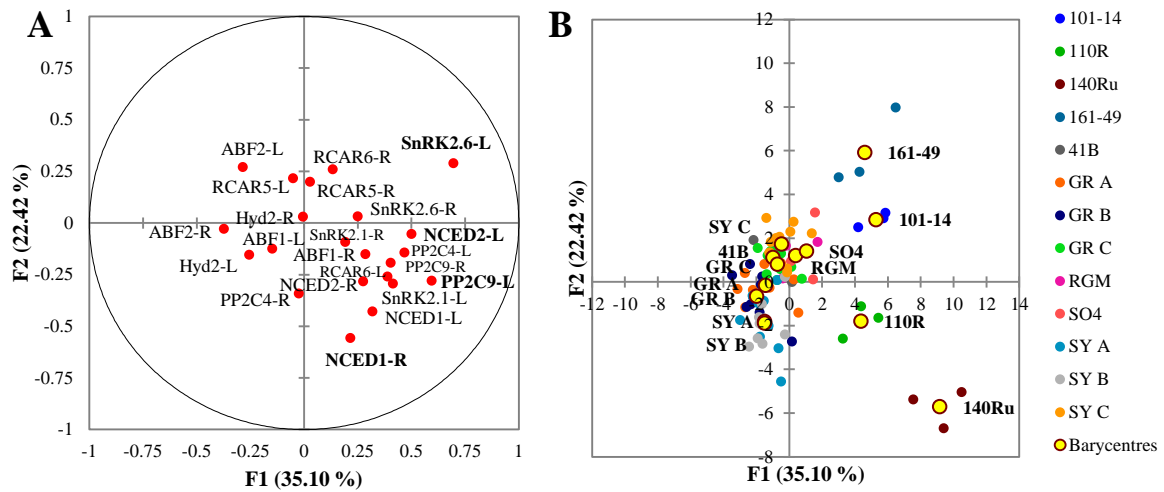 A
1
0.75
0.5
0.25
0
-0.25
-0.5
-0.75
-1
F2 (22.42 %)
SnRK2.6-L
ABF2-L
RCAR6-R
RCAR5-L
RCAR5-R
Hyd2-R
SnRK2.6-R
ABF2-R
SnRK2.1-R
NCED2-L
ABF1-L
ABF1-R
PP2C4-L
Hyd2-L
RCAR6-L
PP2C9-R
NCED2-R
PP2C9-L
PP2C4-R
SnRK2.1-L
NCED1-L
NCED1-R
-1
-0.75
-0.5
-0.25
0
0.25
0.5
0.75
1
F1 (35.10 %)
B
12
10
8
6
4
2
0
-2
-4
-6
-8
F2 (22.42 %)
161-49
101-14
SY C
41B
SO4
GR C
RGM
-12 -10 -8 -6 -4 -2 0 2 4 6 8 10 12 14
GR A
GR B
SY A
110R
SY B
140Ru
F1 (35.10 %)
101-14
110R
140Ru
161-49
41B
GR A
GR B
GR C
RGM
SO4
SY A
SY B
SY C
Barycentres